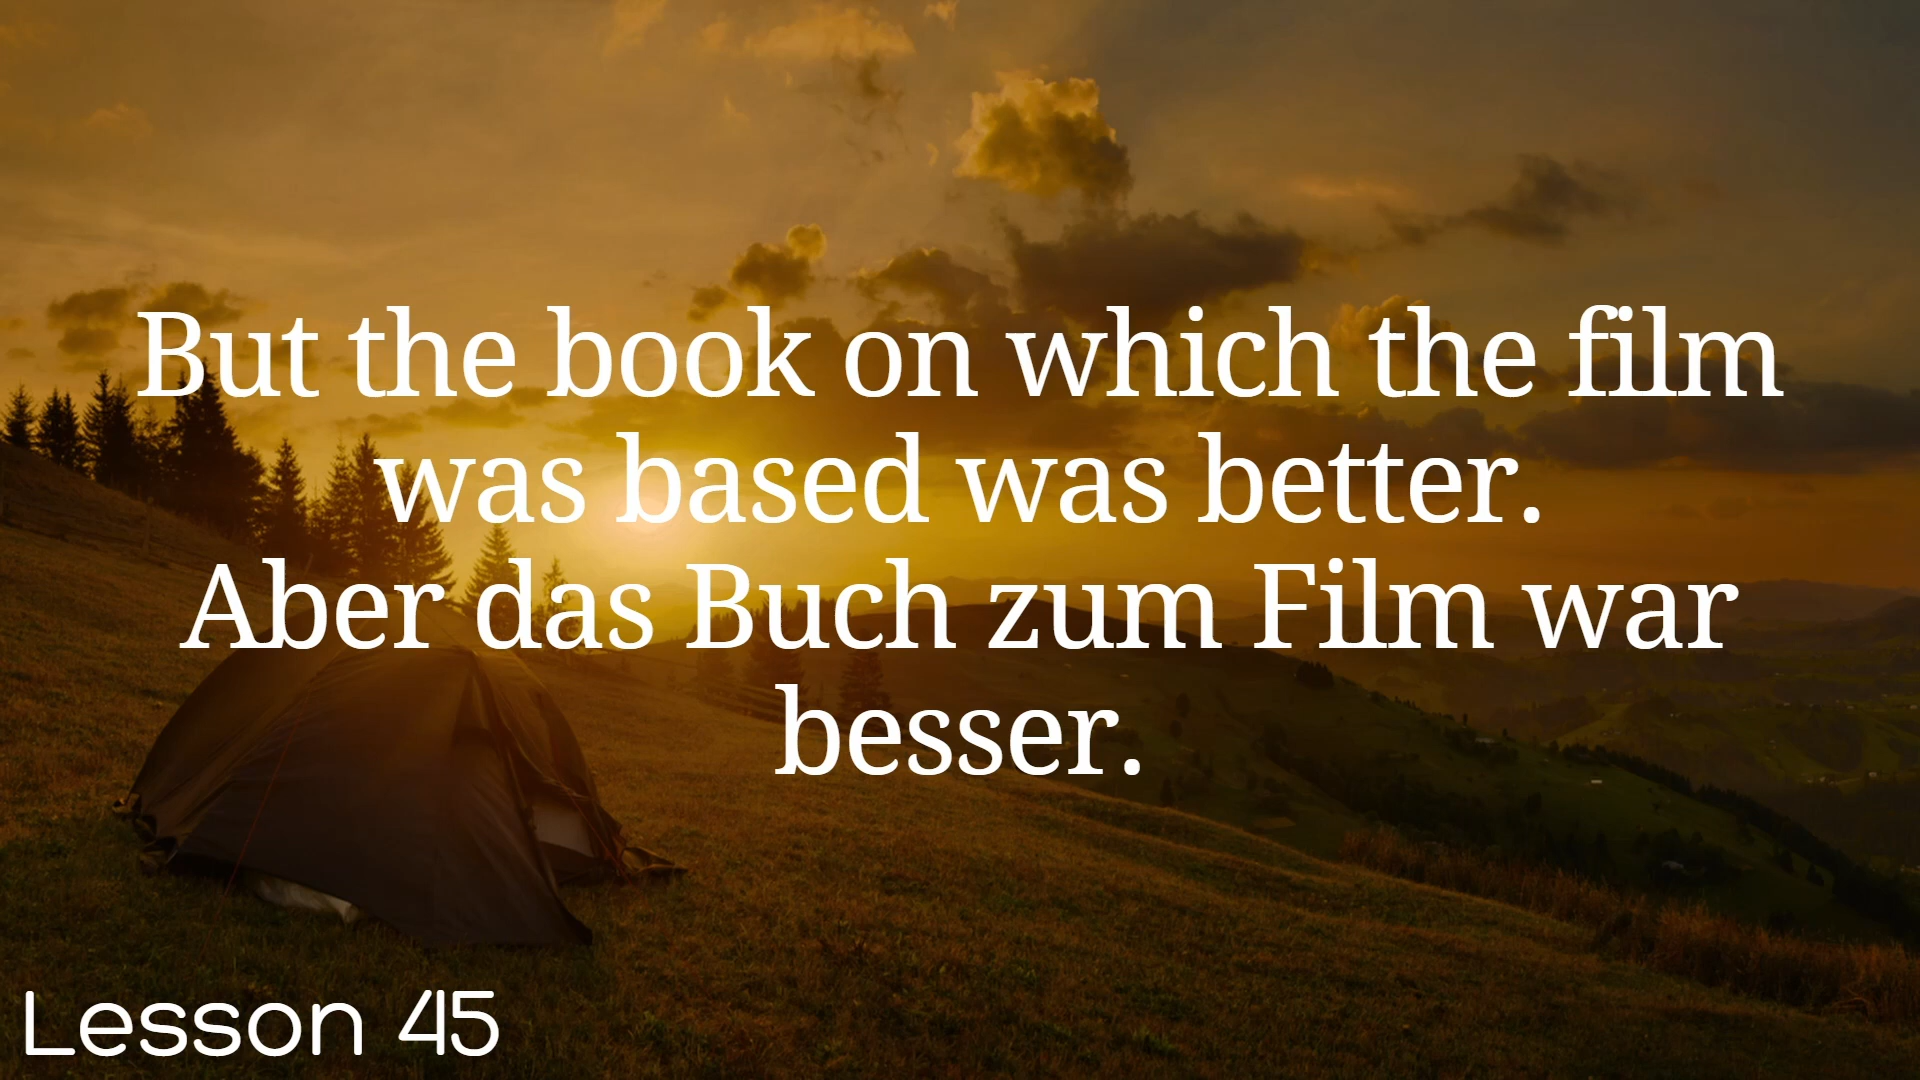 But the book on which the film
was based was better.
Aber das Buch zum Film war
besser.
Lesson 45